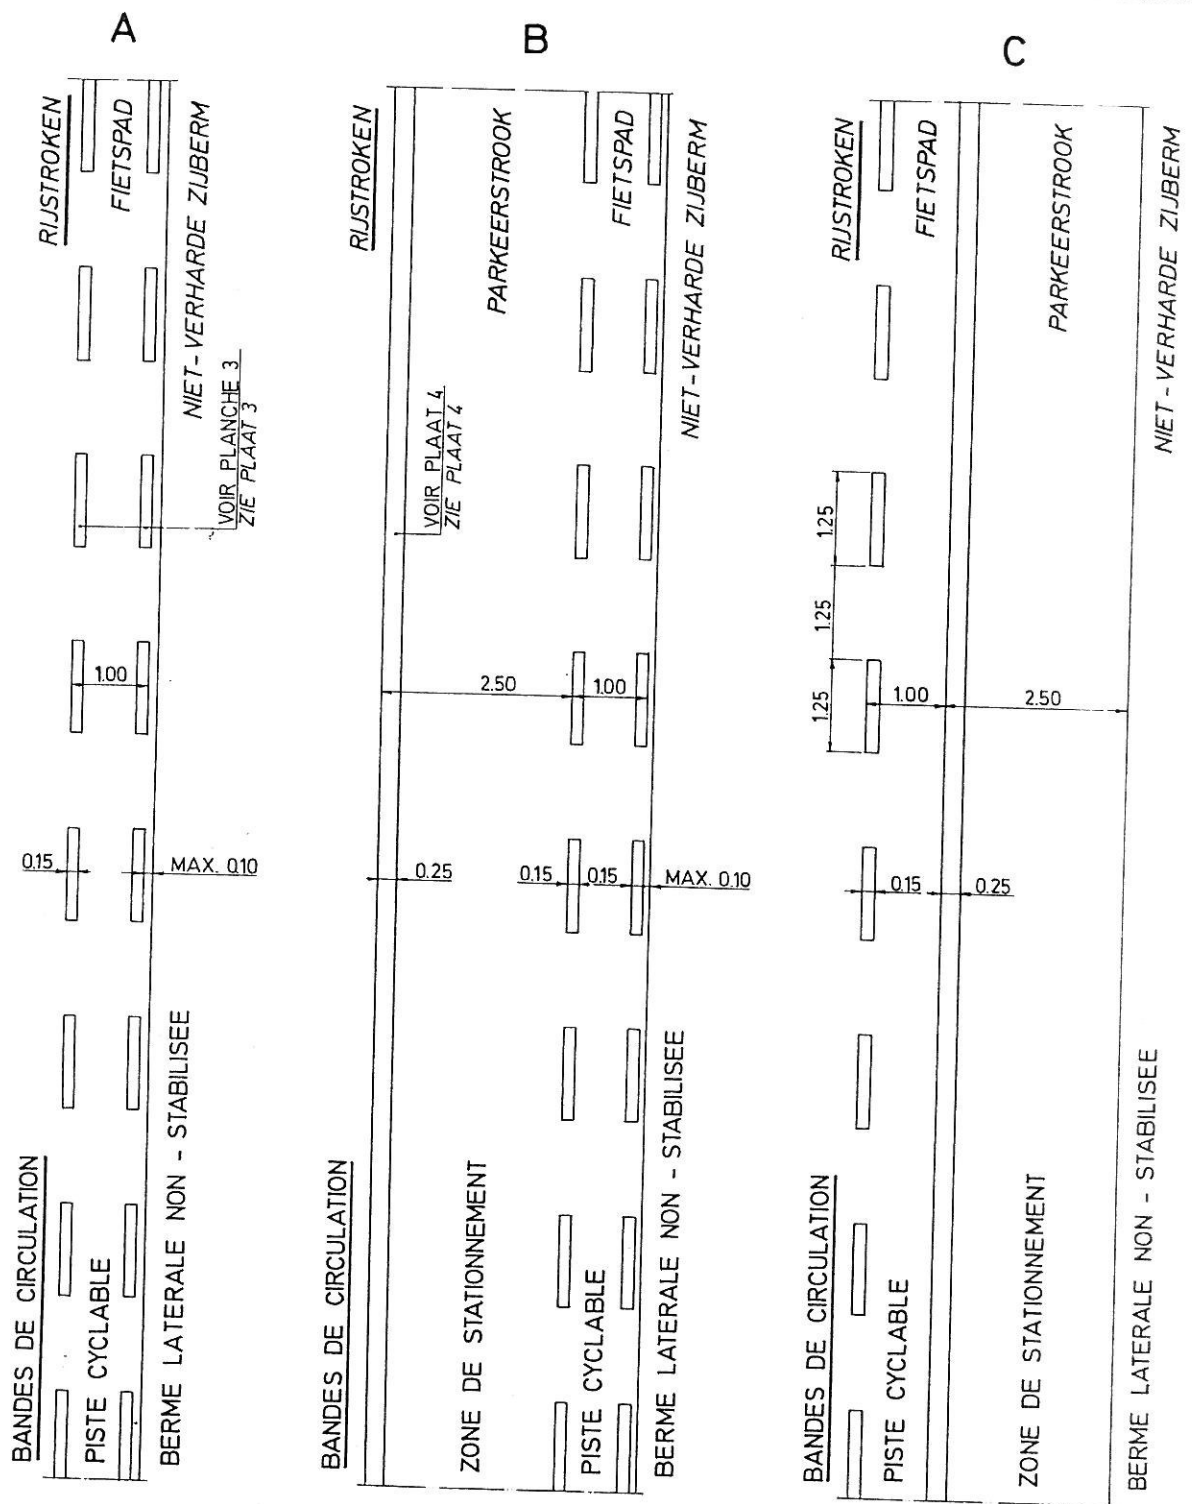 A
RIJSTROKEN
FIETSPAD
NIET-VERHARDE ZIJBERM
VOIR PLANCHE 3
ZIE PLAAT 3
1.00
0.15
MAX. 0.10
BANDES DE CIRCULATION
PISTE CYCLABLE
BERME LATERALE NON - STABILISEE
B
RIJSTROKEN
PARKEERSTROOK
FIETSPAD
NIET-VERHARDE ZIJBERM
VOIR PLAAT 4
ZIE PLAAT 4
2.50
1.00
0.25
0.15
0.15
MAX. 0.10
BANDES DE CIRCULATION
ZONE DE STATIONNEMENT
PISTE CYCLABLE
BERME LATERALE NON - STABILISEE
C
RIJSTROKEN
FIETSPAD
PARKEERSTROOK
NIET-VERHARDE ZIJBERM
1.25
1.25
1.25
1.00
2.50
0.15
0.25
BANDES DE CIRCULATION
PISTE CYCLABLE
ZONE DE STATIONNEMENT
BERME LATERALE NON - STABILISEE